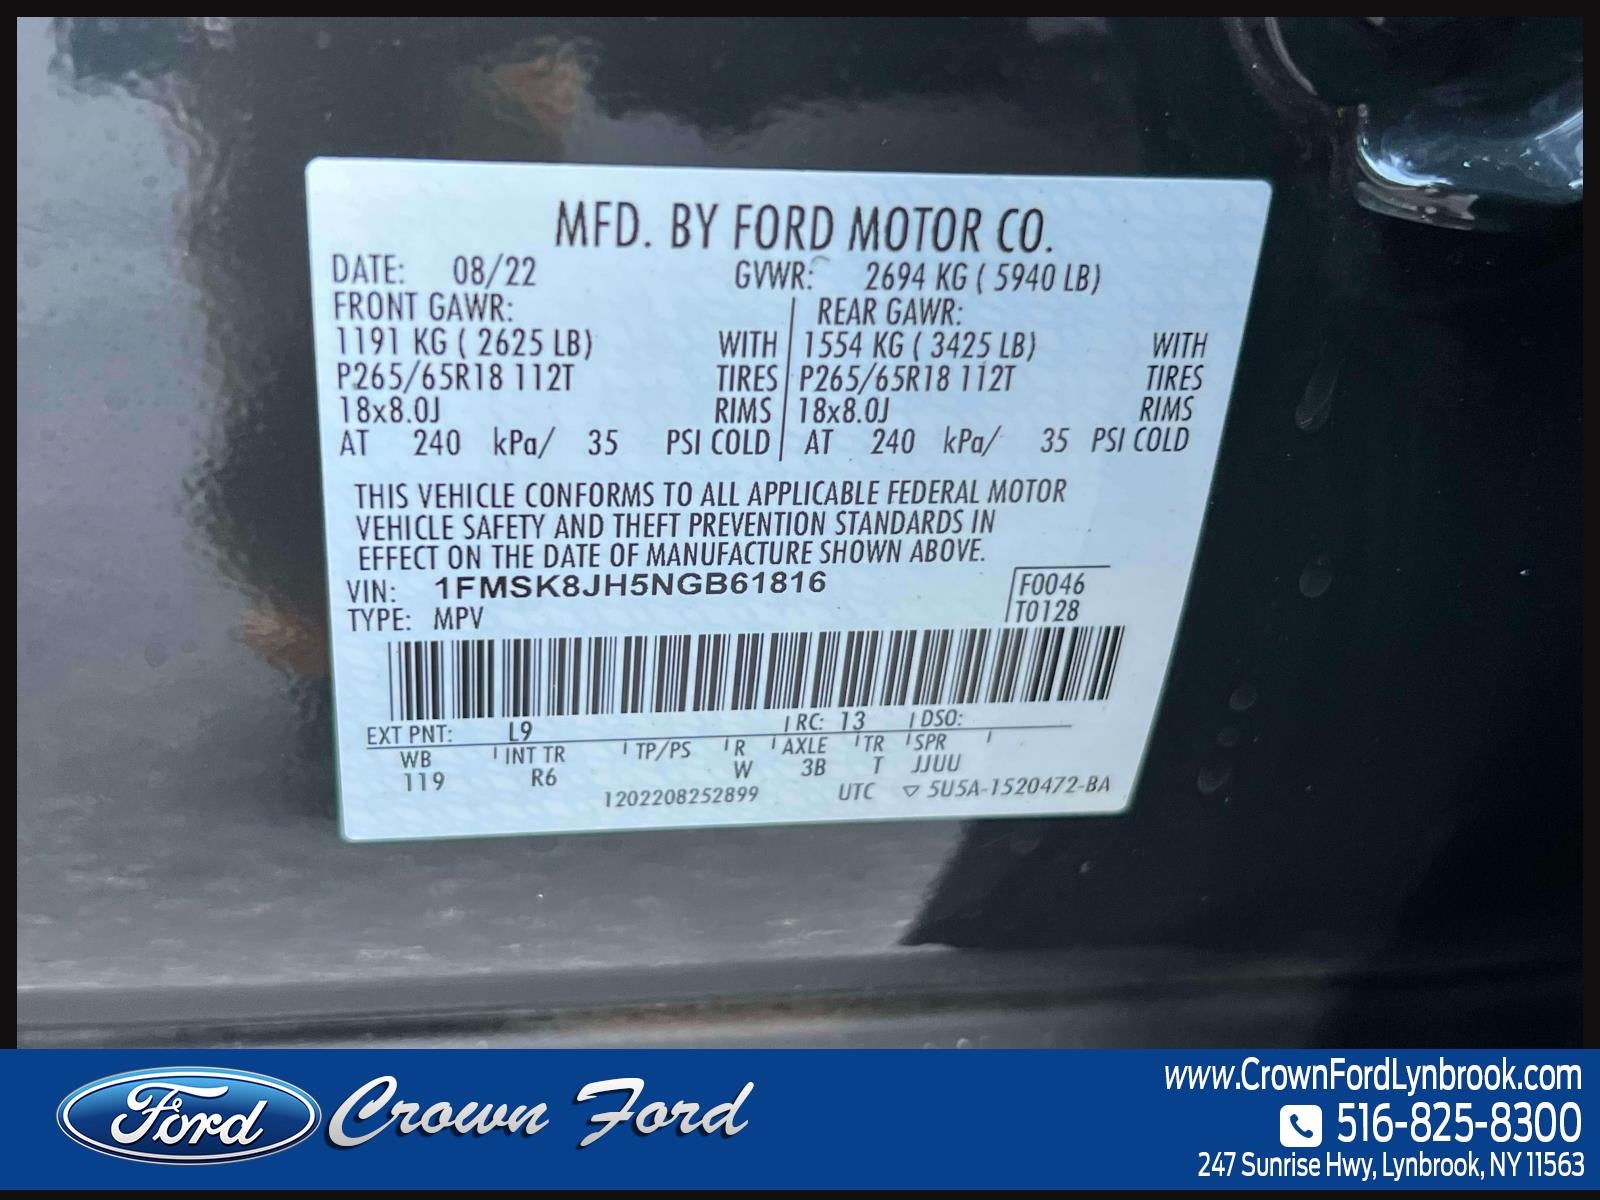 MFD. BY FORD MOTOR CO.
DATE: 08/22 GVWR: 2694 KG ( 5940 LB)
FRONT GAWR: REAR GAWR:
1191 KG ( 2625 LB) WITH 1554 KG ( 3425 LB) WITH
P265/65R18 112T TIRES P265/65R18 112T TIRES
18x8.0J RIMS 18x8.0J RIMS
AT 240 kPa/ 35 PSI COLD AT 240 kPa/ 35 PSI COLD
THIS VEHICLE CONFORMS TO ALL APPLICABLE FEDERAL MOTOR
VEHICLE SAFETY AND THEFT PREVENTION STANDARDS IN
EFFECT ON THE DATE OF MANUFACTURE SHOWN ABOVE.
VIN: 1FMSK8JH5NGB61816 F0046
TYPE: MPV T0128
EXT PNT: L9 RC: 13 DSO:
WB INT TR TP/PS R AXLE TR SPR
119 R6 W 3B T JJUU
1202208252899 UTC ▽ 5U5A-1520472-BA
Ford Crown Ford
www.CrownFordLynbrook.com
516-825-8300
247 Sunrise Hwy, Lynbrook, NY 11563